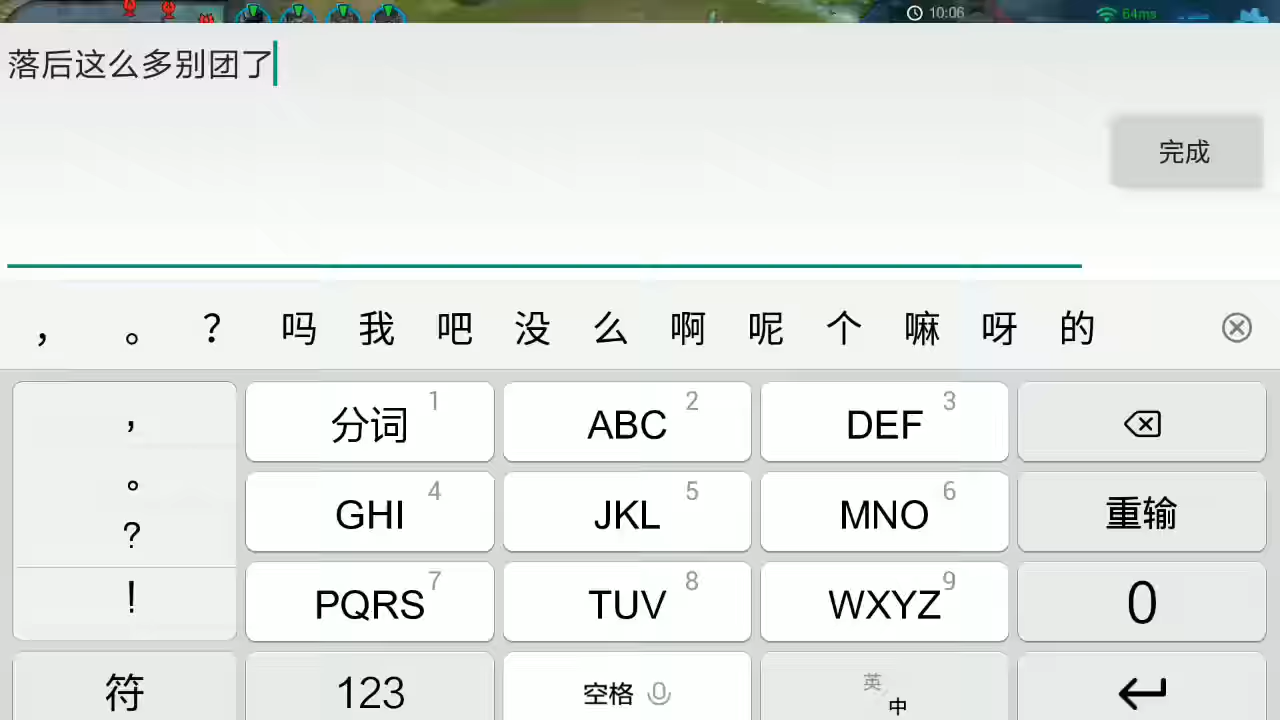 10:06
64ms
落后这么多别团了
完成
， 。 ？ 吗 我 吧 没 么 啊 呢 个 嘛 呀 的
，
。
?
!
分词 1
ABC 2
DEF 3
GHI 4
JKL 5
MNO 6
重输
PQRS 7
TUV 8
WXYZ 9
0
符
123
空格
英
中